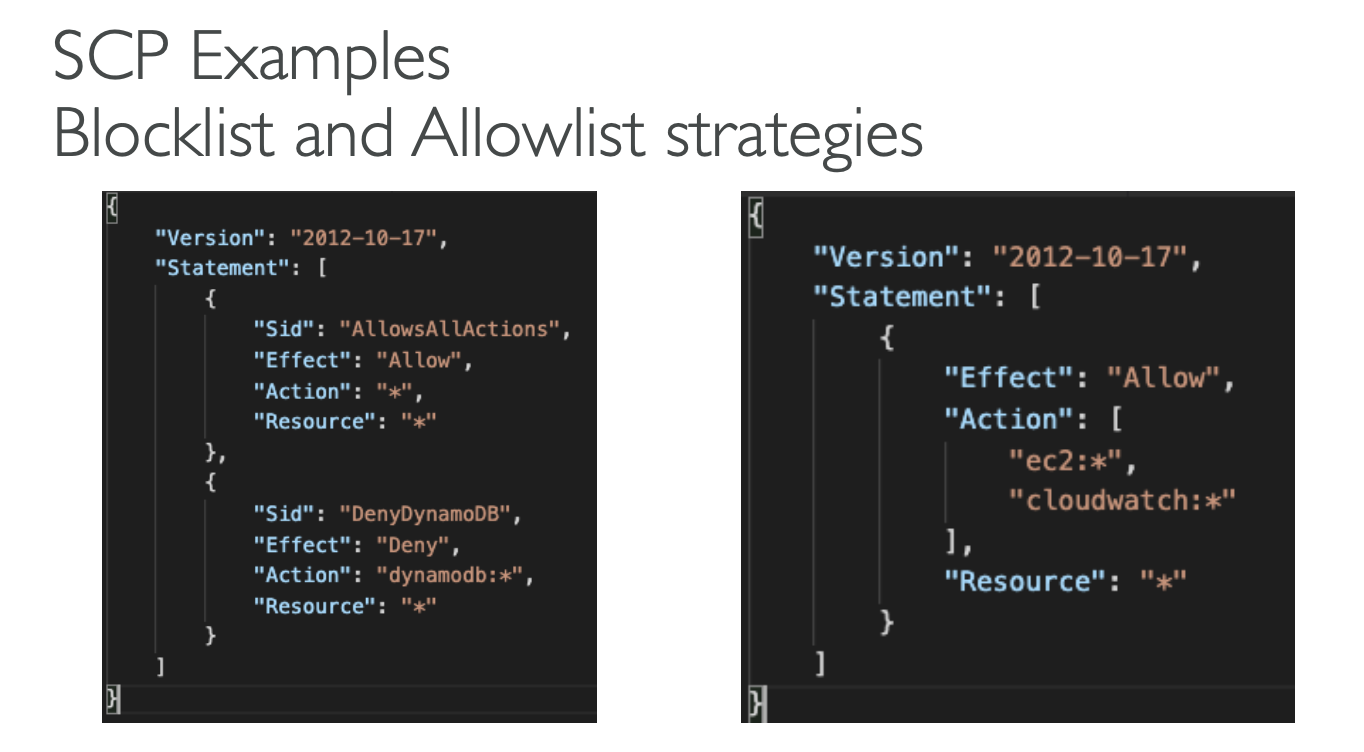 SCP Examples
Blocklist and Allowlist strategies
{
"Version": "2012-10-17",
"Statement": [
{
"Sid": "AllowsAllActions",
"Effect": "Allow",
"Action": "*",
"Resource": "*"
},
{
"Sid": "DenyDynamoDB",
"Effect": "Deny",
"Action": "dynamodb:*",
"Resource": "*"
}
]
}
{
"Version": "2012-10-17",
"Statement": [
{
"Effect": "Allow",
"Action": [
"ec2:*",
"cloudwatch:*"
],
"Resource": "*"
}
]
}